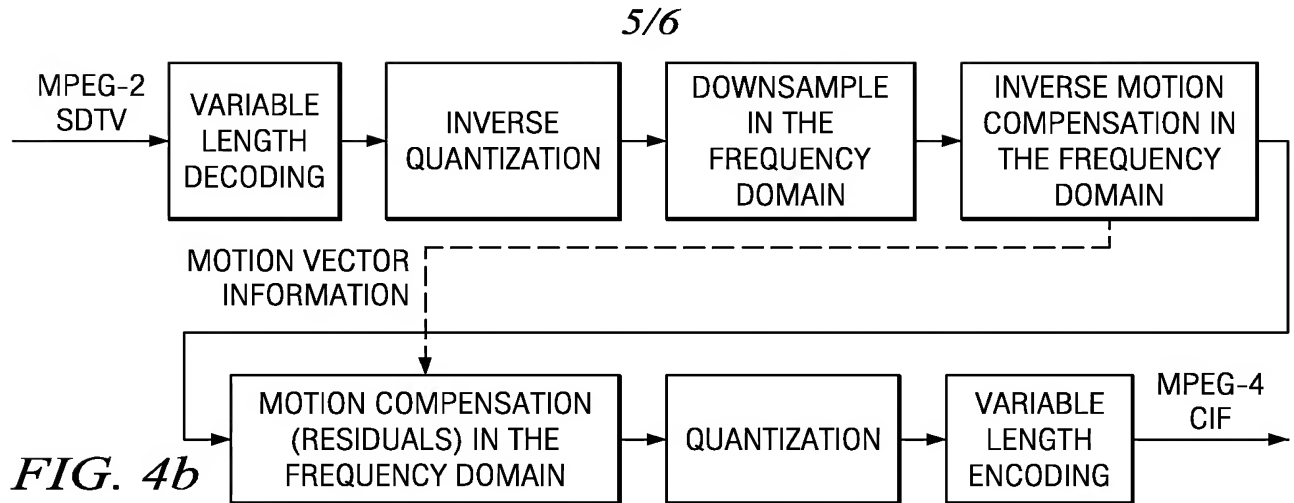 5/6
MPEG-2
SDTV
VARIABLE
LENGTH
DECODING
INVERSE
QUANTIZATION
DOWNSAMPLE
IN THE
FREQUENCY
DOMAIN
INVERSE MOTION
COMPENSATION IN
THE FREQUENCY
DOMAIN
MOTION VECTOR
INFORMATION
MOTION COMPENSATION
(RESIDUALS) IN THE
FREQUENCY DOMAIN
QUANTIZATION
VARIABLE
LENGTH
ENCODING
MPEG-4
CIF
FIG. 4b